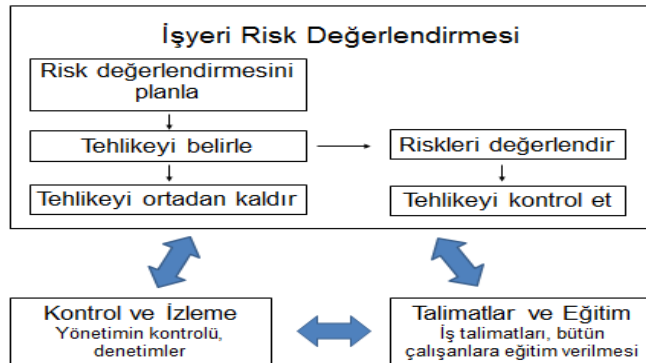 İşyeri Risk Değerlendirmesi
Risk değerlendirmesini
planla
Tehlikeyi belirle
Riskleri değerlendir
Tehlikeyi ortadan kaldır
Tehlikeyi kontrol et
Kontrol ve İzleme
Yönetimin kontrolü,
denetimler
Talimatlar ve Eğitim
İş talimatları, bütün
çalışanlara eğitim verilmesi